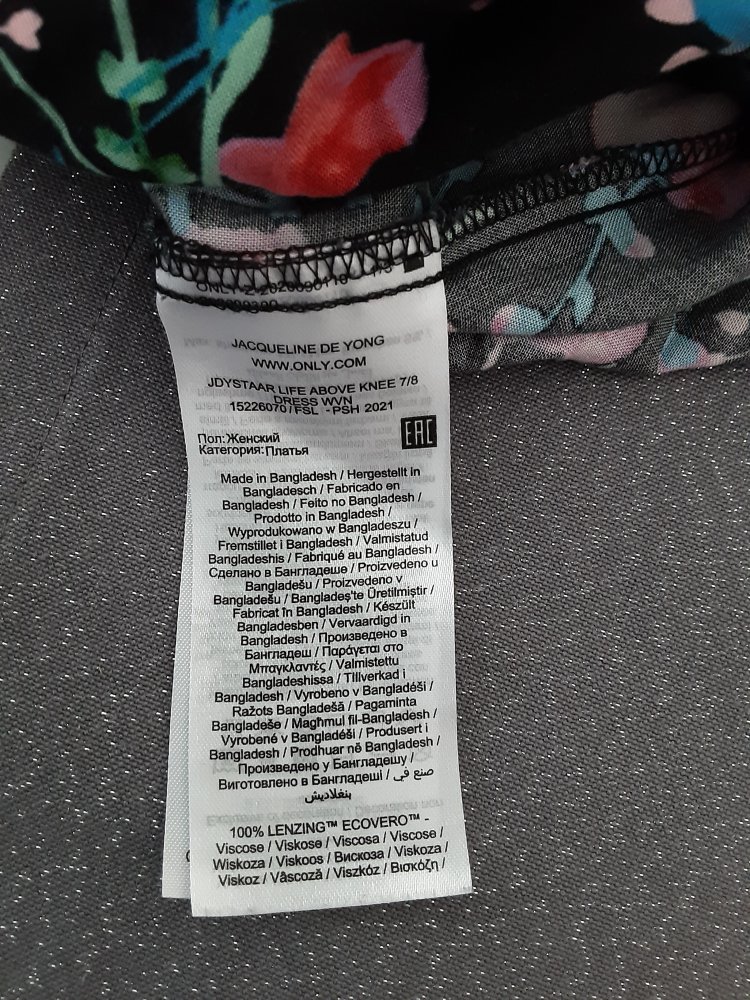 JACQUELINE DE YONG
WWW.ONLY.COM
JDYSTAAR LIFE ABOVE KNEE 7/8
DRESS WVN
15226070/FSL - PSH 2021
EAC
Пол:Женский
Категория:Платья
Made in Bangladesh / Hergestellt in
Bangladesch / Fabricado en
Bangladesh / Feito no Bangladesh /
Prodotto in Bangladesh /
Wyprodukowano w Bangladeszu /
Fremstillet i Bangladesh / Valmistatud
Bangladeshis / Fabriqué au Bangladesh /
Сделано в Бангладеше / Proizvedeno u
Bangladešu / Proizvedeno v
Bangladešu / Bangladeş'te Üretilmiştir /
Fabricat în Bangladesh / Készült
Bangladesben / Vervaardigd in
Bangladesh / Произведено в
Бангладеш / Παράγεται στο
Μπαγκλαντές / Valmistettu
Bangladeshissa / Tillverkad i
Bangladesh / Vyrobeno v Bangladéši /
Ražots Bangladešā / Pagaminta
Bangladeše / Magħmul fil-Bangladesh /
Vyrobené v Bangladéši / Produsert i
Bangladesh / Prodhuar në Bangladesh /
Произведено у Бангладешу /
Виготовлено в Бангладеші / صنع في
بنغلاديش
100% LENZING™ ECOVERO™ -
Viscose / Viskose / Viscosa / Viscose /
Wiskoza / Viskoos / Вискоза / Viskoza /
Viskoz / Vâscoză / Viszkóz / Βισκόζη /